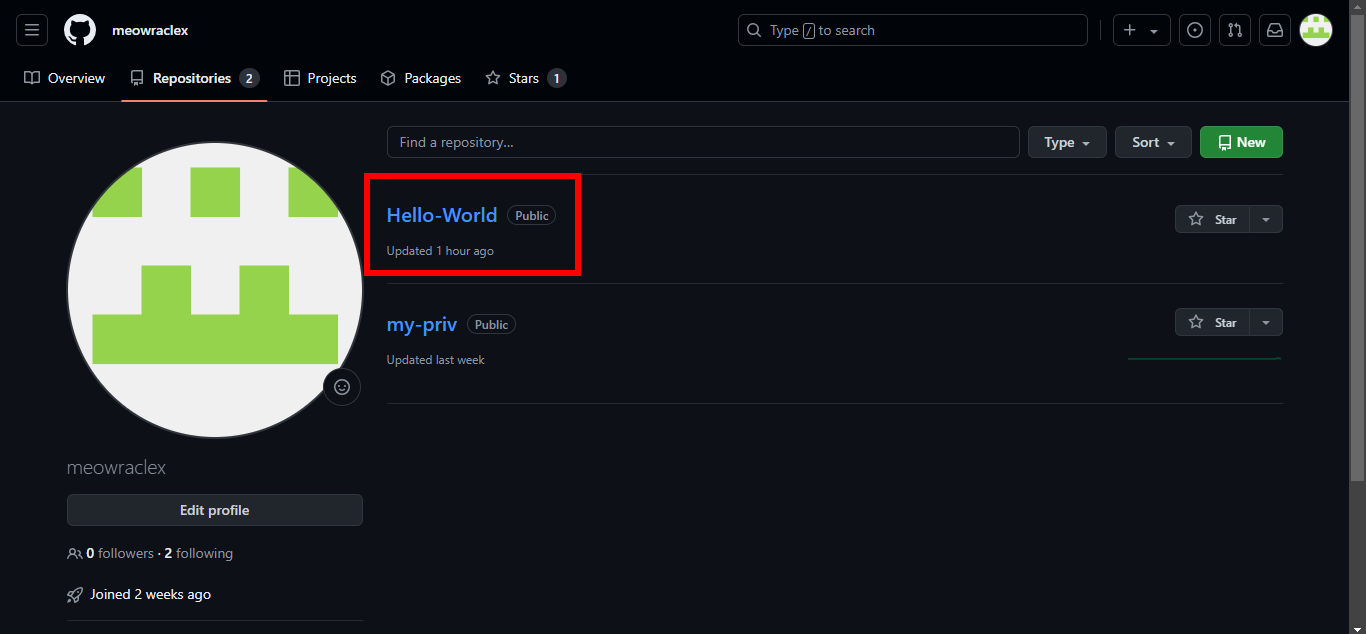 meowraclex
Type / to search
Overview
Repositories 2
Projects
Packages
Stars 1
Find a repository...
Type
Sort
New
Hello-World Public
Star
Updated 1 hour ago
my-priv Public
Star
Updated last week
meowraclex
Edit profile
0 followers · 2 following
Joined 2 weeks ago